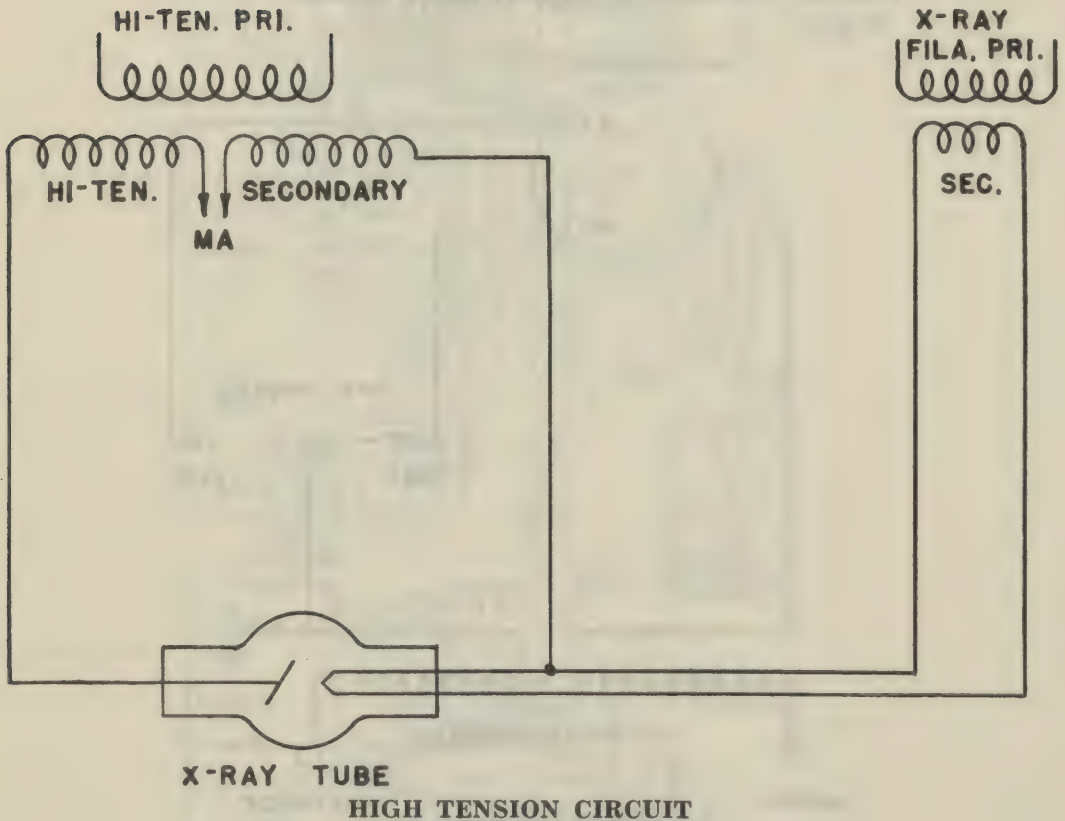 HI-TEN. PRI.
X-RAY
FILA. PRI.
HI-TEN.
SECONDARY
SEC.
MA
X-RAY TUBE
HIGH TENSION CIRCUIT